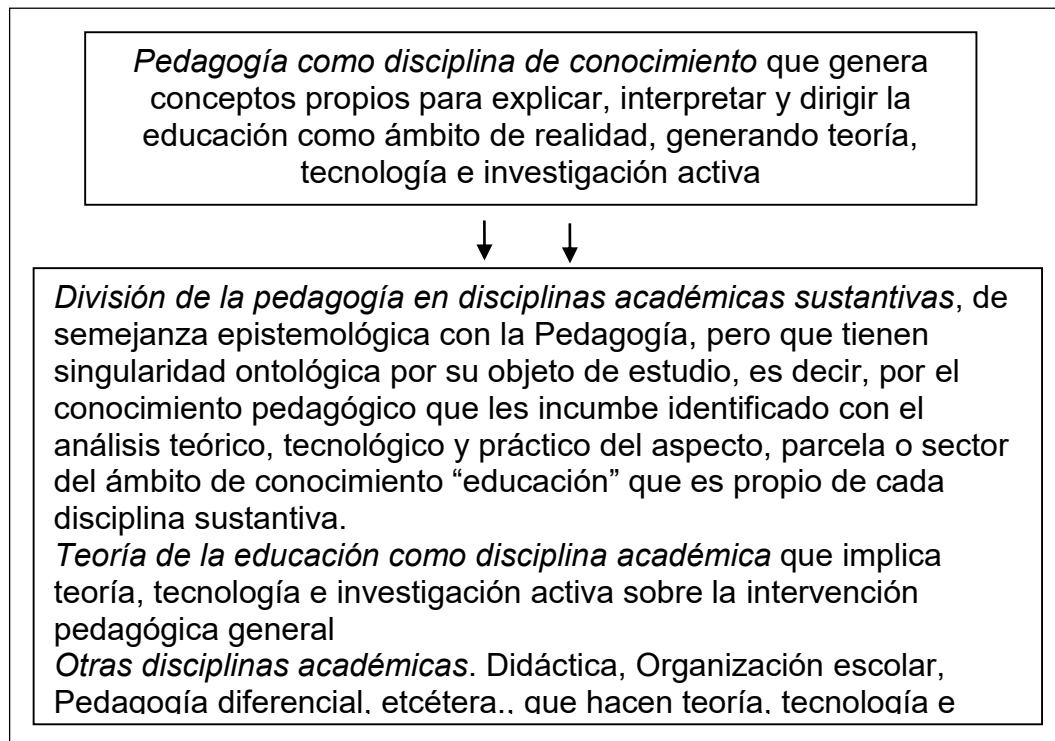 Pedagogía como disciplina de conocimiento que genera
conceptos propios para explicar, interpretar y dirigir la
educación como ámbito de realidad, generando teoría,
tecnología e investigación activa
División de la pedagogía en disciplinas académicas sustantivas, de
semejanza epistemológica con la Pedagogía, pero que tienen
singularidad ontológica por su objeto de estudio, es decir, por el
conocimiento pedagógico que les incumbe identificado con el
análisis teórico, tecnológico y práctico del aspecto, parcela o sector
del ámbito de conocimiento “educación” que es propio de cada
disciplina sustantiva.
Teoría de la educación como disciplina académica que implica
teoría, tecnología e investigación activa sobre la intervención
pedagógica general
Otras disciplinas académicas. Didáctica, Organización escolar,
Pedagogía diferencial, etcétera., que hacen teoría, tecnología e